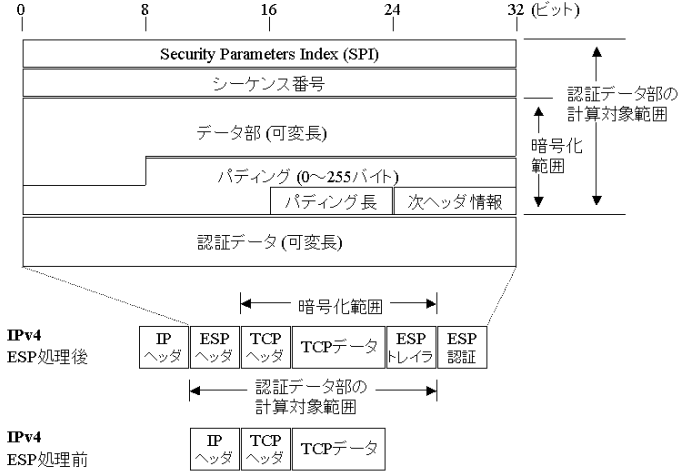 0 8 16 24 32 (ビット)
Security Parameters Index (SPI)
シーケンス番号
認証データ部の
計算対象範囲
データ部 (可変長)
暗号化
範囲
パディング (0～255バイト)
パディング長 次ヘッダ情報
認証データ (可変長)
暗号化範囲
IPv4
ESP処理後
IP
ヘッダ
ESP
ヘッダ
TCP
ヘッダ
TCPデータ
ESP
トレイラ
ESP
認証
認証データ部の
計算対象範囲
IPv4
ESP処理前
IP
ヘッダ
TCP
ヘッダ
TCPデータ